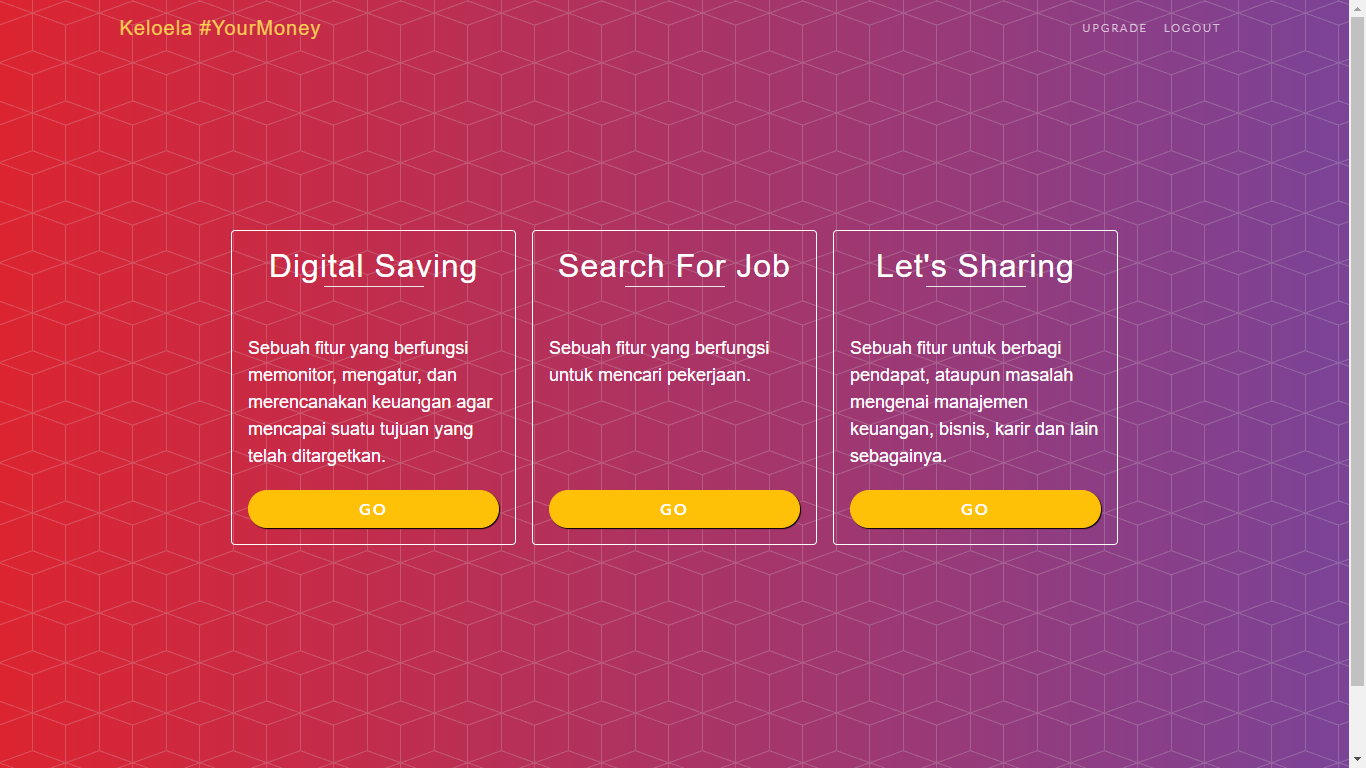 Keloela #YourMoney
UPGRADE LOGOUT
Digital Saving
Sebuah fitur yang berfungsi
memonitor, mengatur, dan
merencanakan keuangan agar
mencapai suatu tujuan yang
telah ditargetkan.
GO
Search For Job
Sebuah fitur yang berfungsi
untuk mencari pekerjaan.
GO
Let's Sharing
Sebuah fitur untuk berbagi
pendapat, ataupun masalah
mengenai manajemen
keuangan, bisnis, karir dan lain
sebagainya.
GO